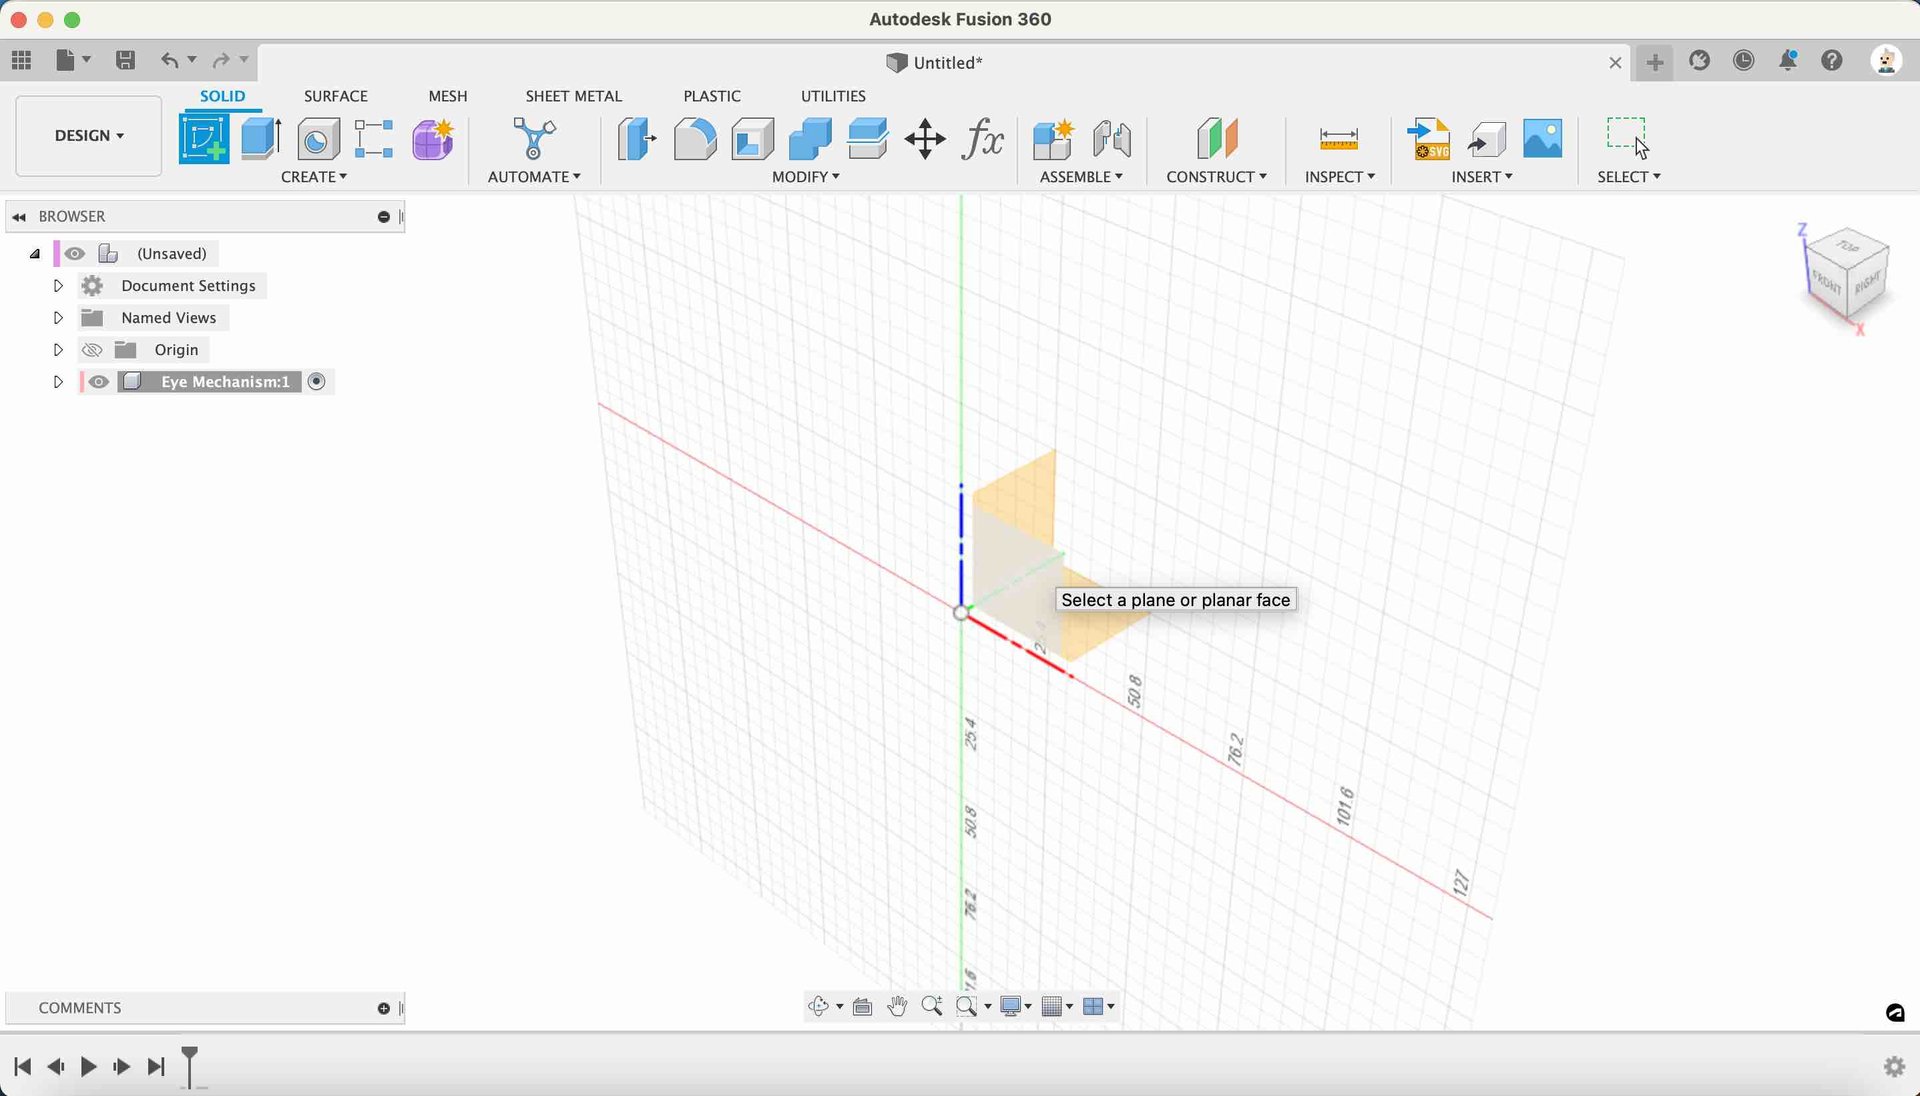 Autodesk Fusion 360
Untitled*
SOLID SURFACE MESH SHEET METAL PLASTIC UTILITIES
DESIGN
fx
SVG
CREATE AUTOMATE MODIFY ASSEMBLE CONSTRUCT INSPECT INSERT SELECT
BROWSER
(Unsaved)
Document Settings
Named Views
Origin
Eye Mechanism:1
Z
TOP
FRONT RIGHT
X
Select a plane or planar face
50.8
76.2
101.6
127
25.4
50.8
76.2
COMMENTS